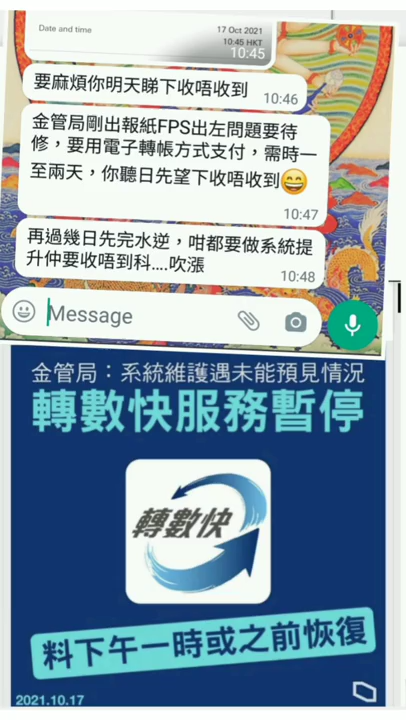 Date and time
17 Oct 2021
10:45 HKT
10:45
要麻煩你明天睇下收唔收到
10:46
金管局剛出報紙FPS出左問題要待
修，要用電子轉帳方式支付，需時一
至兩天，你聽日先望下收唔收到😄
10:47
再過幾日先完水逆，咁都要做系統提
升仲要收唔到科....吹漲
10:48
Message
金管局：系統維護遇未能預見情況
轉數快服務暫停
轉數快
料下午一時或之前恢復
2021.10.17